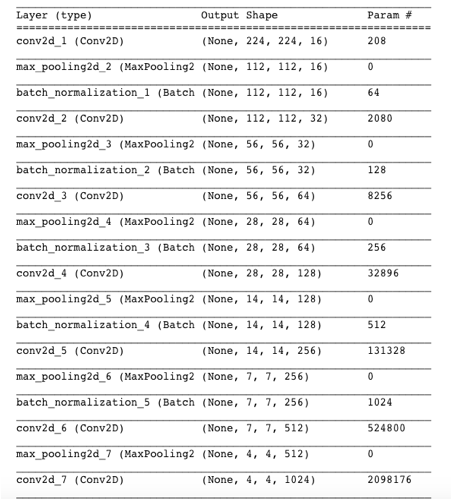 Layer (type) Output Shape Param #
conv2d_1 (Conv2D) (None, 224, 224, 16) 208
max_pooling2d_2 (MaxPooling2 (None, 112, 112, 16) 0
batch_normalization_1 (Batch (None, 112, 112, 16) 64
conv2d_2 (Conv2D) (None, 112, 112, 32) 2080
max_pooling2d_3 (MaxPooling2 (None, 56, 56, 32) 0
batch_normalization_2 (Batch (None, 56, 56, 32) 128
conv2d_3 (Conv2D) (None, 56, 56, 64) 8256
max_pooling2d_4 (MaxPooling2 (None, 28, 28, 64) 0
batch_normalization_3 (Batch (None, 28, 28, 64) 256
conv2d_4 (Conv2D) (None, 28, 28, 128) 32896
max_pooling2d_5 (MaxPooling2 (None, 14, 14, 128) 0
batch_normalization_4 (Batch (None, 14, 14, 128) 512
conv2d_5 (Conv2D) (None, 14, 14, 256) 131328
max_pooling2d_6 (MaxPooling2 (None, 7, 7, 256) 0
batch_normalization_5 (Batch (None, 7, 7, 256) 1024
conv2d_6 (Conv2D) (None, 7, 7, 512) 524800
max_pooling2d_7 (MaxPooling2 (None, 4, 4, 512) 0
conv2d_7 (Conv2D) (None, 4, 4, 1024) 2098176